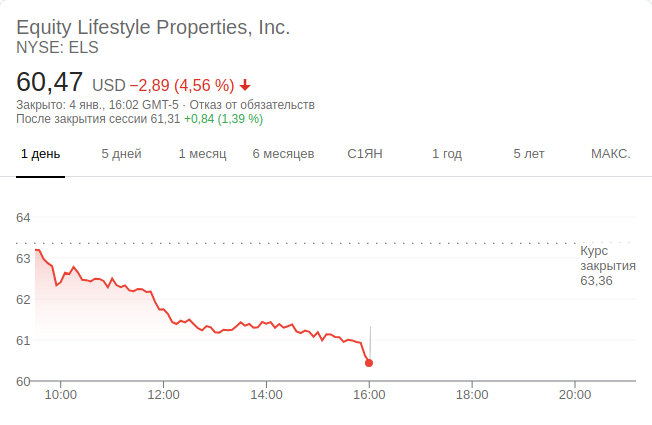 Equity Lifestyle Properties, Inc.
NYSE: ELS
60,47 USD −2,89 (4,56 %) ↓
Закрыто: 4 янв., 16:02 GMT-5 · Отказ от обязательств
После закрытия сессии 61,31 +0,84 (1,39 %)
1 день 5 дней 1 месяц 6 месяцев С1ЯН 1 год 5 лет МАКС.
64
63
62
61
60
Курс
закрытия
63,36
10:00 12:00 14:00 16:00 18:00 20:00